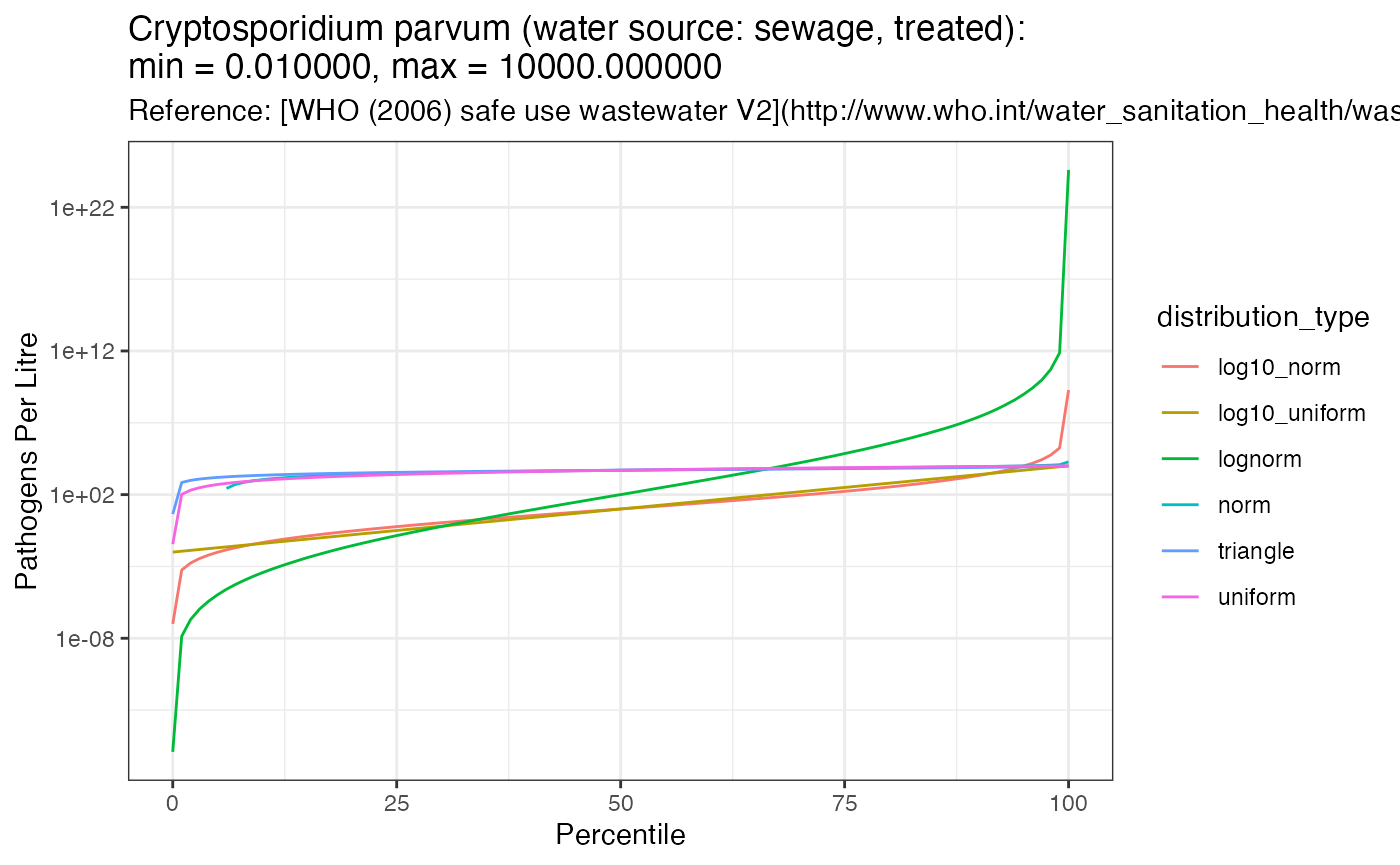 Cryptosporidium parvum (water source: sewage, treated):
min = 0.010000, max = 10000.000000
Reference: [WHO (2006) safe use wastewater V2](http://www.who.int/water_sanitation_health/was
Pathogens Per Litre
1e+22
1e+12
1e+02
1e-08
0 25 50 75 100
Percentile
distribution_type
log10_norm
log10_uniform
lognorm
norm
triangle
uniform